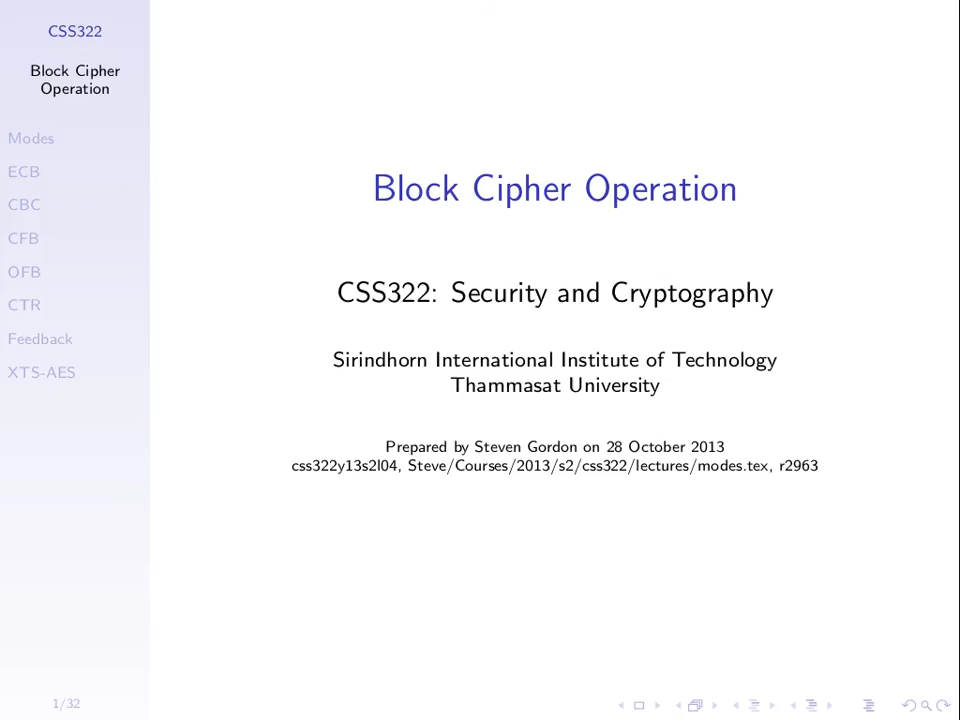 CSS322
Block Cipher
Operation
Modes
ECB
CBC
CFB
OFB
CTR
Feedback
XTS-AES
1/32
Block Cipher Operation
CSS322: Security and Cryptography
Sirindhorn International Institute of Technology
Thammasat University
Prepared by Steven Gordon on 28 October 2013
css322y13s2l04, Steve/Courses/2013/s2/css322/lectures/modes.tex, r2963